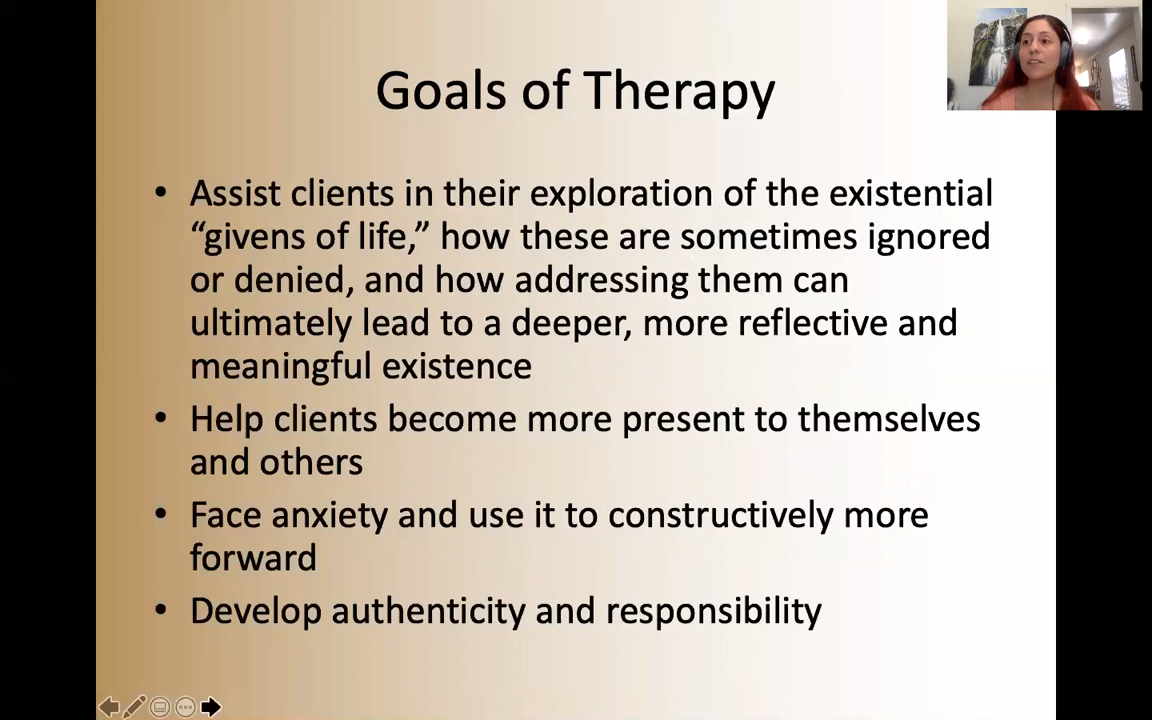 Goals of Therapy
• Assist clients in their exploration of the existential
“givens of life,” how these are sometimes ignored
or denied, and how addressing them can
ultimately lead to a deeper, more reflective and
meaningful existence
• Help clients become more present to themselves
and others
• Face anxiety and use it to constructively more
forward
• Develop authenticity and responsibility